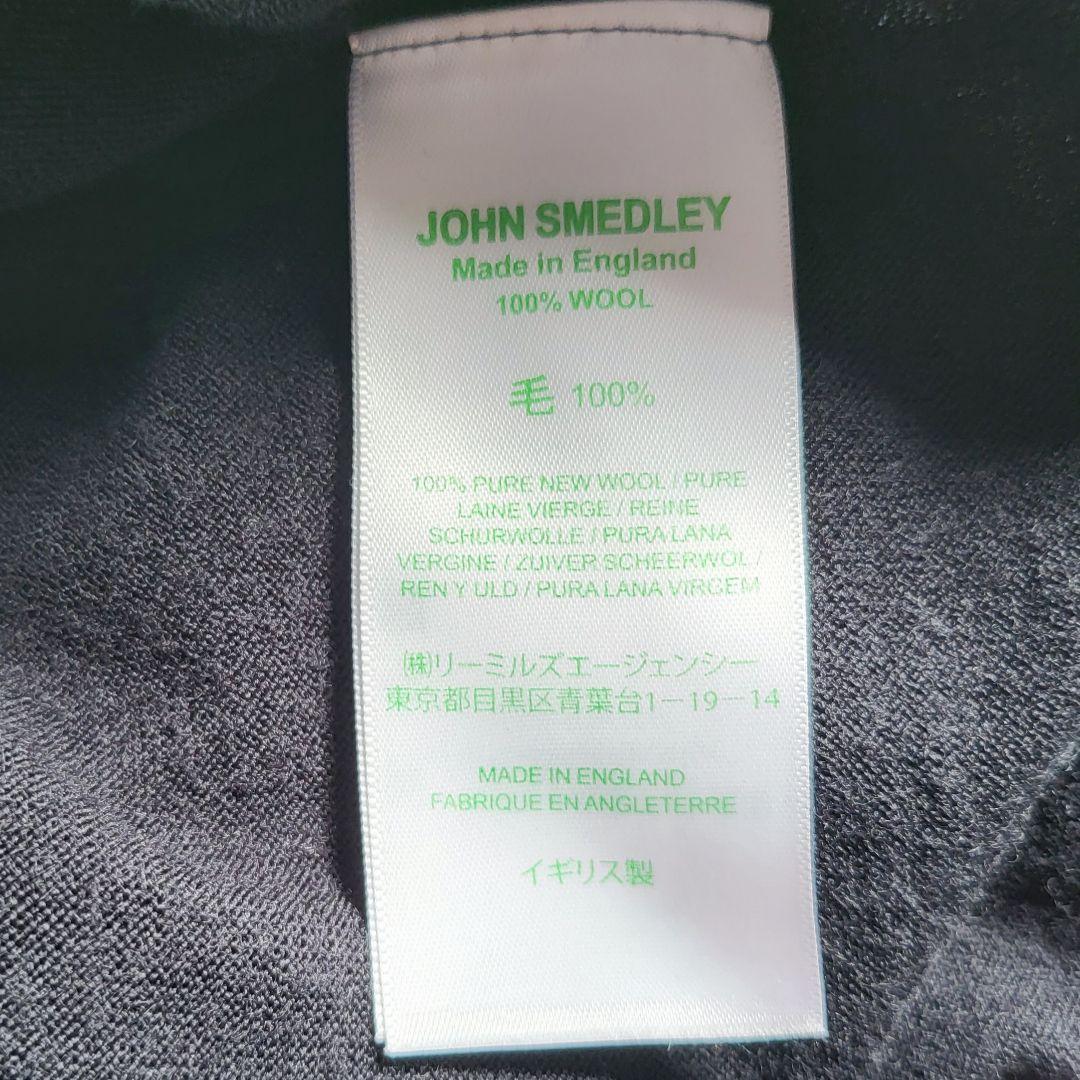 JOHN SMEDLEY
Made in England
100% WOOL
毛 100%
100% PURE NEW WOOL / PURE
LAINE VIERGE / REINE
SCHURWOLLE / PURA LANA
VERGINE / ZUIVER SCHEERWOL /
REN Y ULD / PURA LANA VIRGEM
㈱リーミルズエージェンシー
東京都目黒区青葉台1-19-14
MADE IN ENGLAND
FABRIQUE EN ANGLETERRE
イギリス製